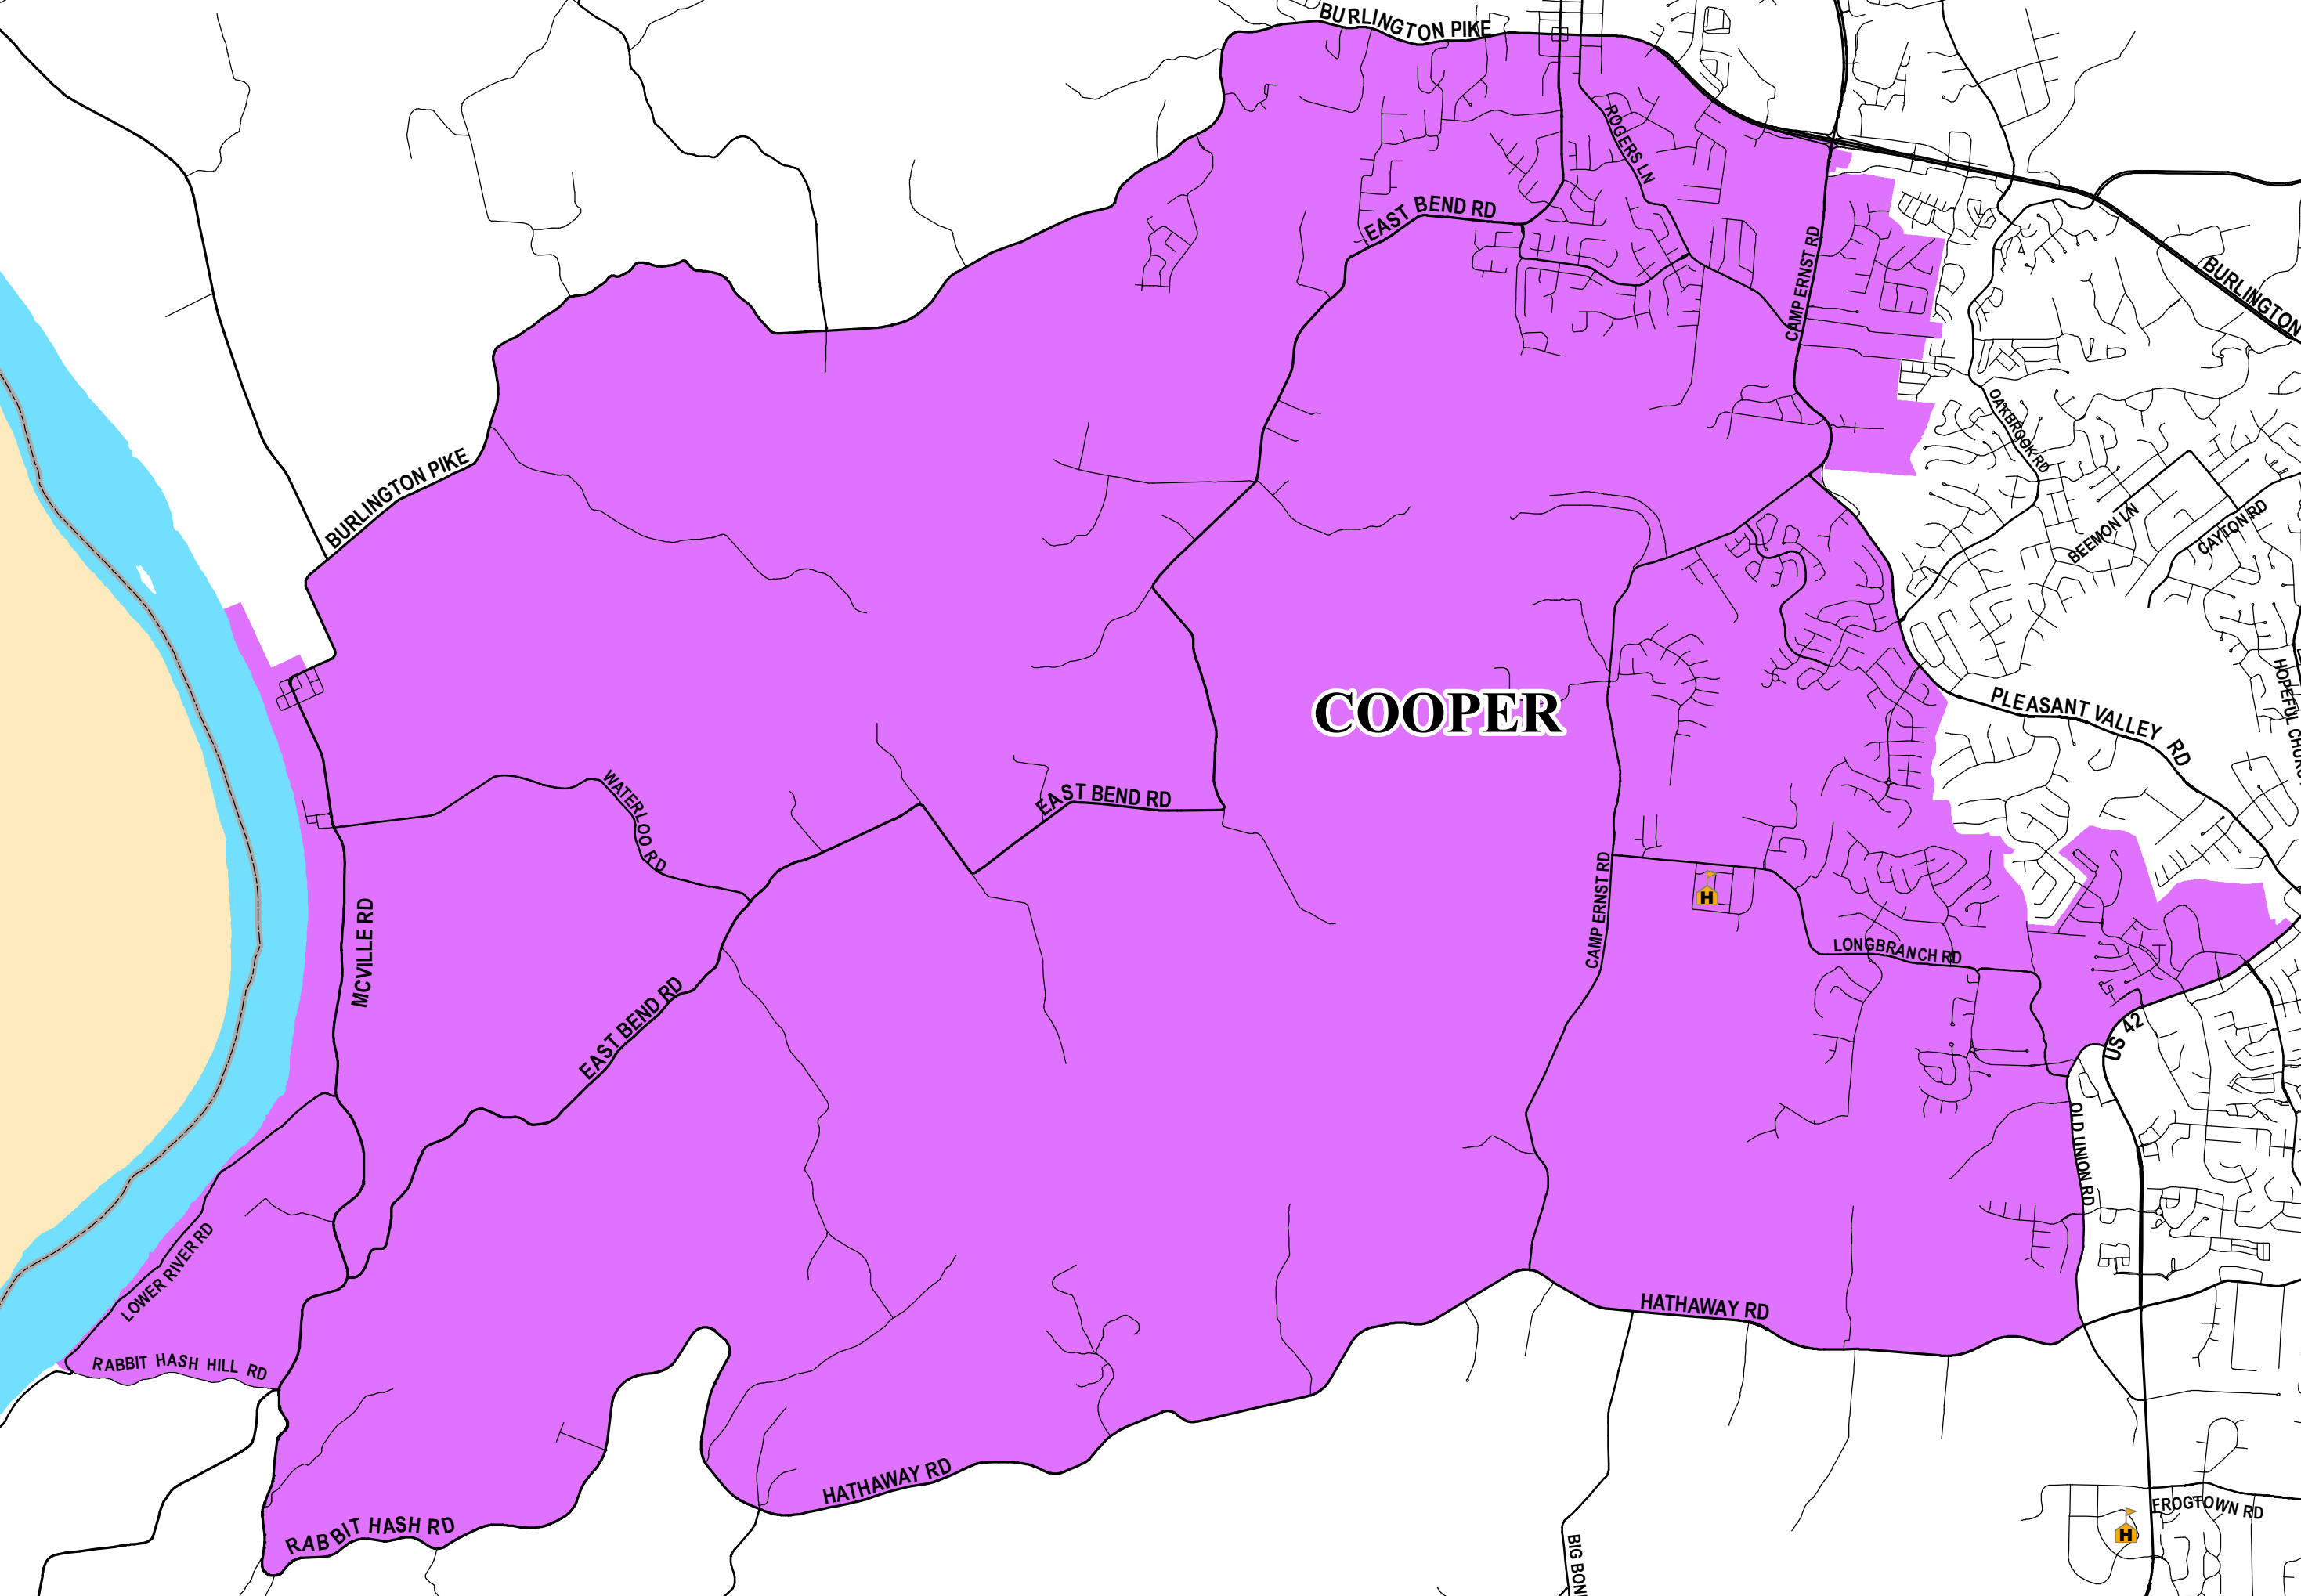 BURLINGTON PIKE
ROGERS LN
EAST BEND RD
CAMP ERNST RD
BURLINGTON
OAKBROOK RD
BURLINGTON PIKE
BEEMON LN
CAYTON RD
HOPEFUL CHURC
COOPER
PLEASANT VALLEY RD
WATERLOO RD
EAST BEND RD
CAMP ERNST RD
H
MCVILLE RD
LONGBRANCH RD
EAST BEND RD
US 42
OLD UNION RD
LOWER RIVER RD
HATHAWAY RD
RABBIT HASH HILL RD
HATHAWAY RD
FROGTOWN RD
RABBIT HASH RD
H
BIG BON